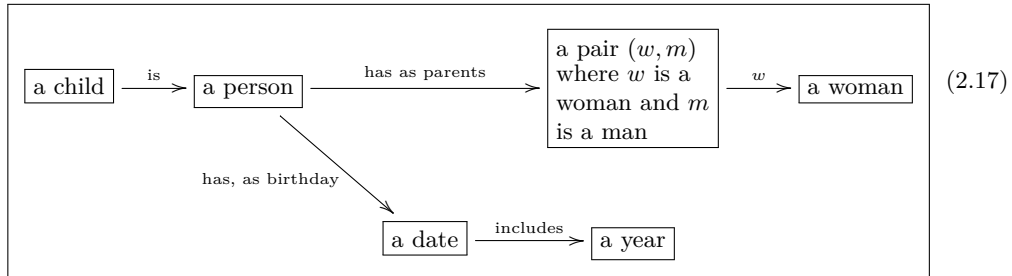 a child
is
a person
has as parents
a pair (w, m)
where w is a
woman and m
is a man
w
a woman
(2.17)
has, as birthday
a date
includes
a year